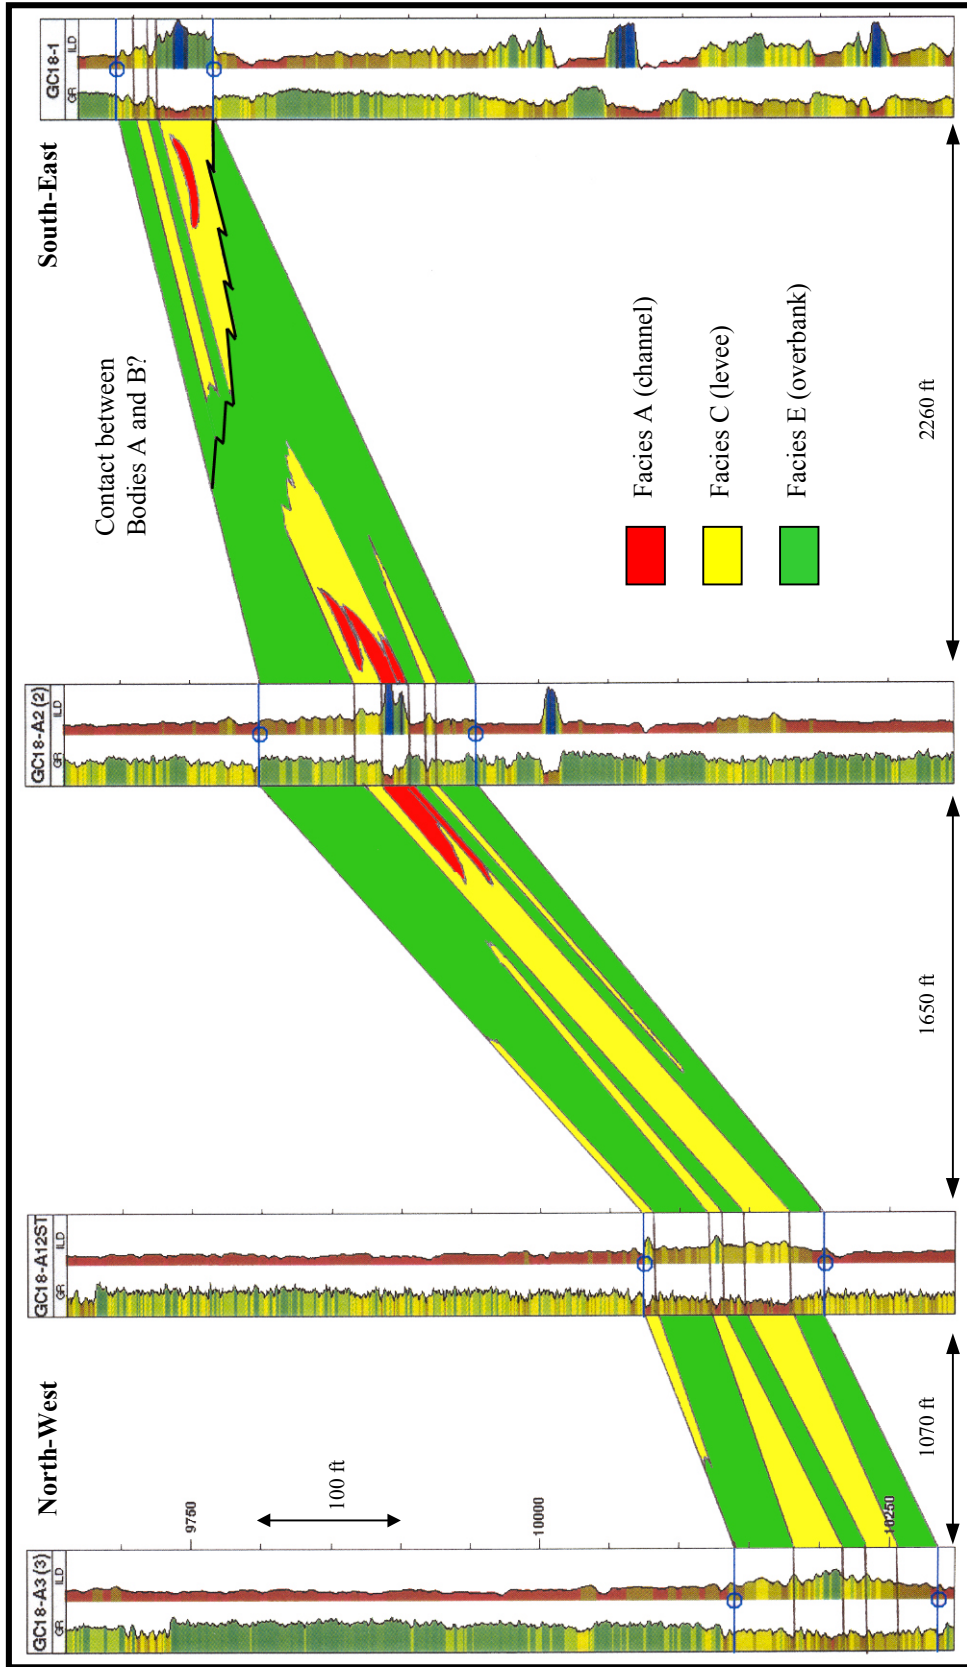 GC18-1
ILD
GR
South-East
Contact between
Bodies A and B?
Facies A (channel)
Facies C (levee)
Facies E (overbank)
2260 ft
GC18-A2 (2)
ILD
GR
1650 ft
GC18-A12ST
ILD
GR
North-West
100 ft
9750
10000
10250
1070 ft
GC18-A3 (3)
ILD
GR